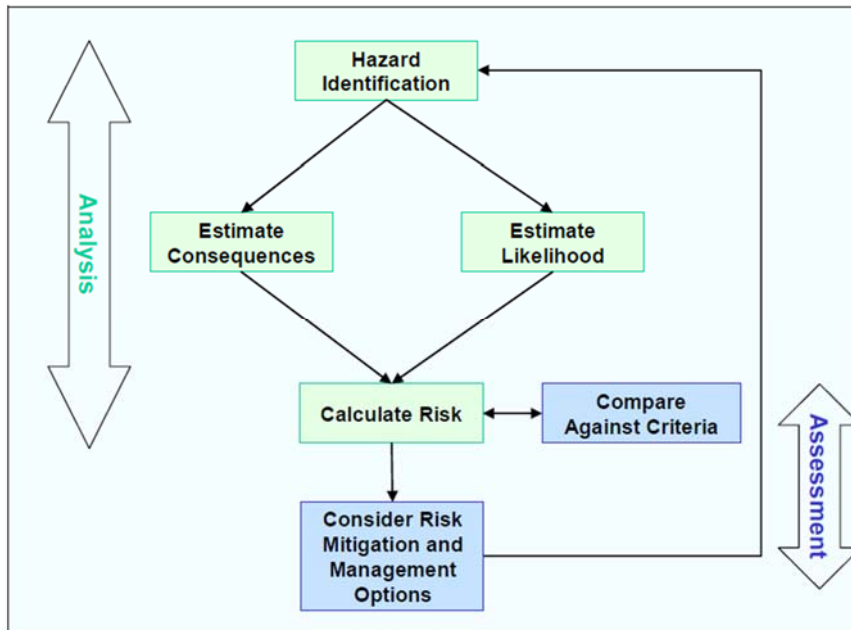 Hazard
Identification
Analysis
Estimate
Consequences
Estimate
Likelihood
Calculate Risk
Compare
Against Criteria
Assessment
Consider Risk
Mitigation and
Management
Options